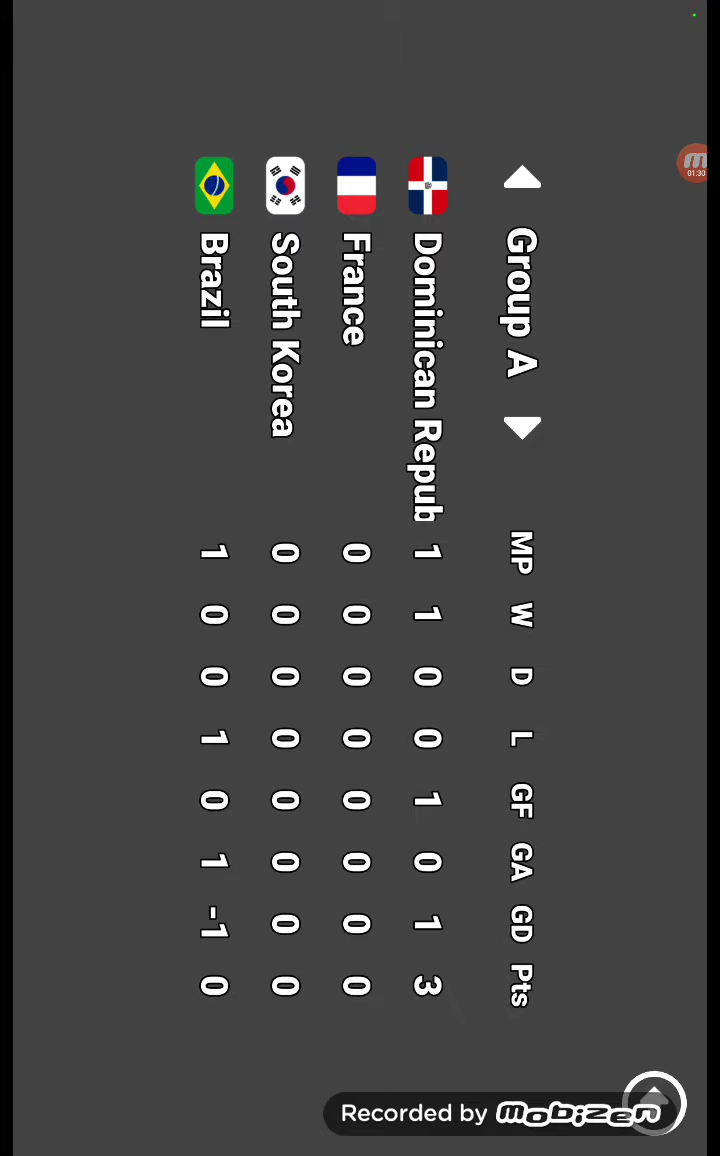 Group A MP W D L GF GA GD Pts
Dominican Repub 1 1 0 0 1 0 1 3
France 0 0 0 0 0 0 0 0
South Korea 0 0 0 0 0 0 0 0
Brazil 1 0 0 1 0 1 -1 0
01:30
Recorded by mobizen